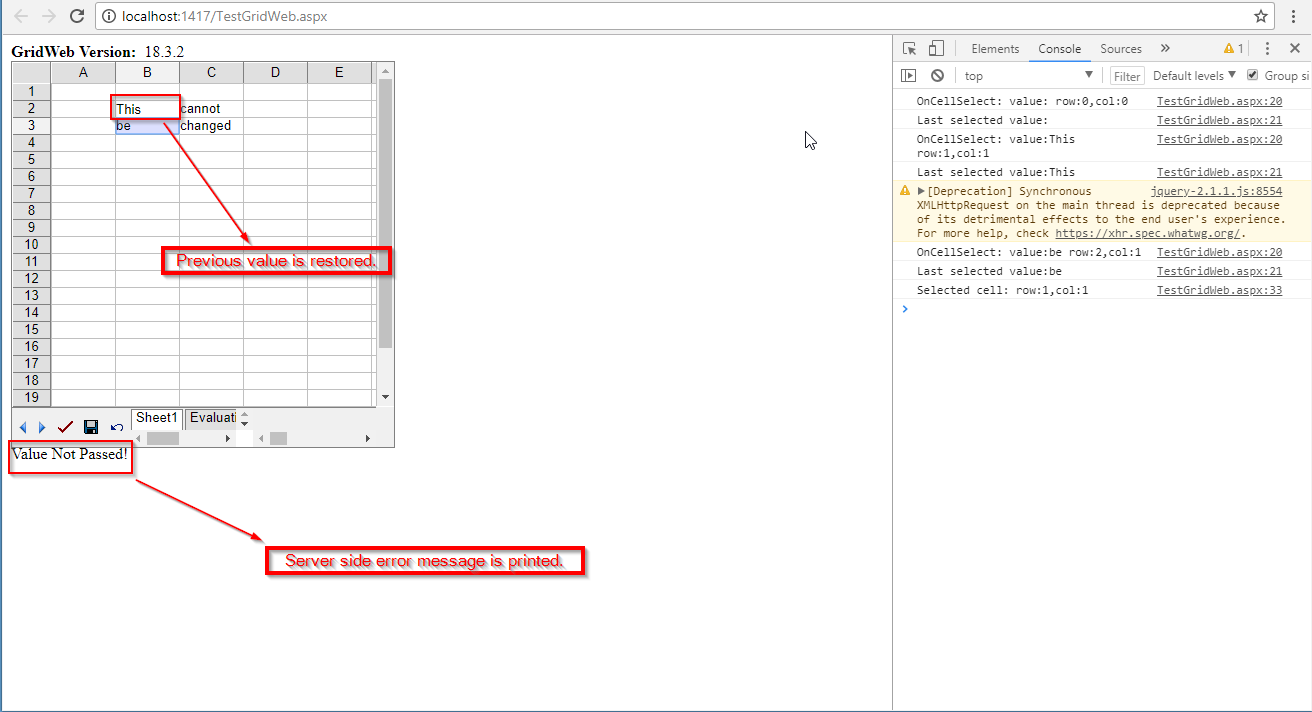 localhost:1417/TestGridWeb.aspx
GridWeb Version: 18.3.2
A B C D E
1
2 This cannot
3 be changed
4
5
6
7
8
9
10
11
12
13
14
15
16
17
18
19
Previous value is restored.
Sheet1 Evaluati
Value Not Passed!
Server side error message is printed.
Elements Console Sources » 1
top Filter Default levels Group si
OnCellSelect: value: row:0,col:0 TestGridWeb.aspx:20
Last selected value: TestGridWeb.aspx:21
OnCellSelect: value:This TestGridWeb.aspx:20
row:1,col:1
Last selected value:This TestGridWeb.aspx:21
[Deprecation] Synchronous jquery-2.1.1.js:8554
XMLHttpRequest on the main thread is deprecated because
of its detrimental effects to the end user's experience.
For more help, check https://xhr.spec.whatwg.org/.
OnCellSelect: value:be row:2,col:1 TestGridWeb.aspx:20
Last selected value:be TestGridWeb.aspx:21
Selected cell: row:1,col:1 TestGridWeb.aspx:33